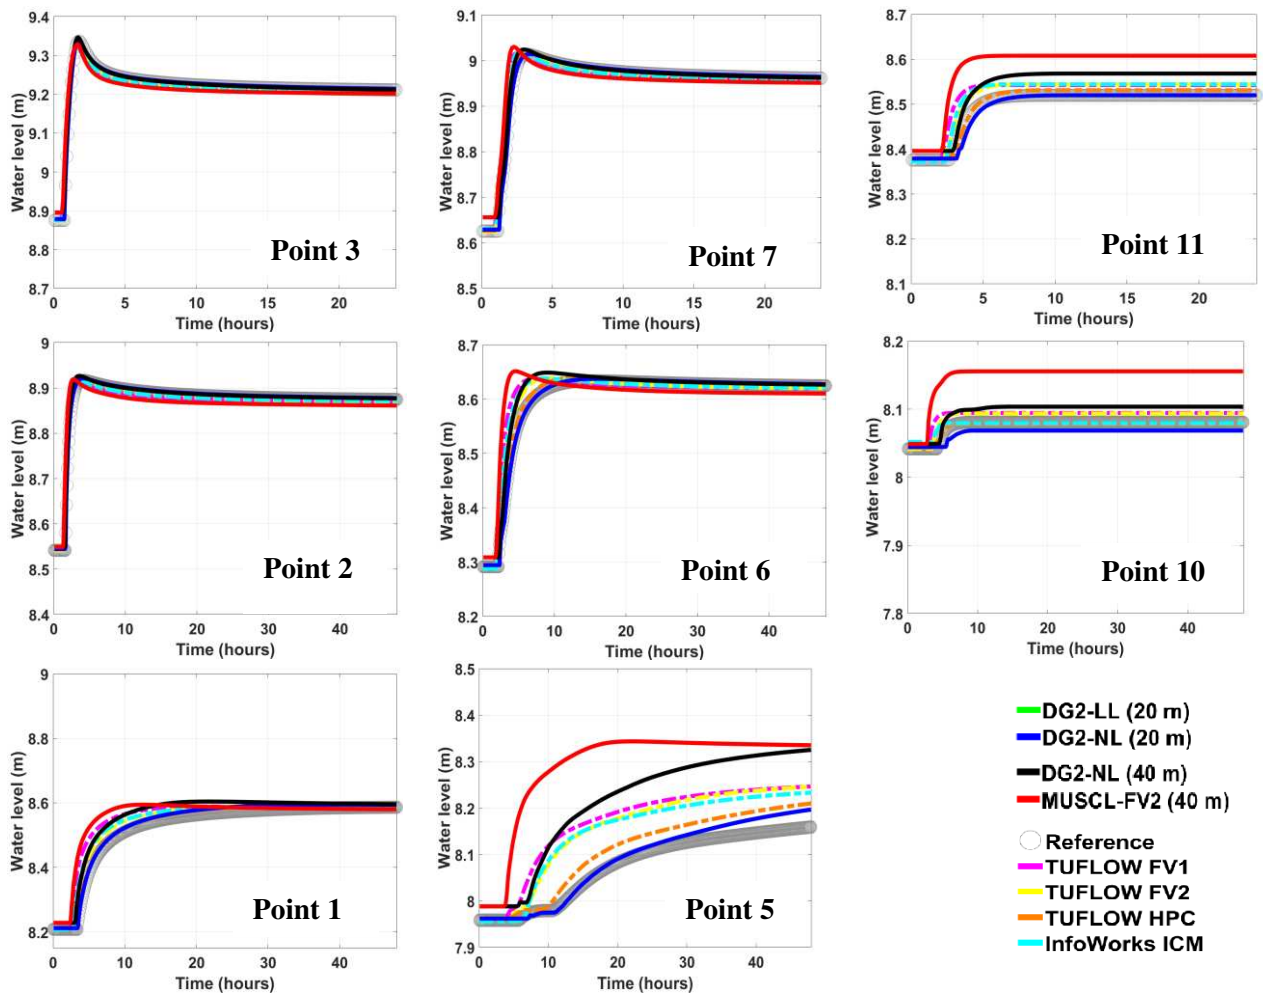 9.4
9.3
9.2
9.1
9
8.9
8.8
8.7
Water level (m)
0 5 10 15 20
Time (hours)
Point 3
9.1
9
8.9
8.8
8.7
8.6
8.5
Water level (m)
0 5 10 15 20
Time (hours)
Point 7
8.7
8.6
8.5
8.4
8.3
8.2
8.1
Water level (m)
0 5 10 15 20
Time (hours)
Point 11
9
8.9
8.8
8.7
8.6
8.5
8.4
Water level (m)
0 10 20 30 40
Time (hours)
Point 2
8.7
8.6
8.5
8.4
8.3
8.2
Water level (m)
0 10 20 30 40
Time (hours)
Point 6
8.2
8.1
8
7.9
7.8
Water level (m)
0 10 20 30 40
Time (hours)
Point 10
9
8.8
8.6
8.4
8.2
Water level (m)
0 10 20 30 40
Time (hours)
Point 1
8.5
8.4
8.3
8.2
8.1
8
7.9
Water level (m)
0 10 20 30 40
Time (hours)
Point 5
DG2-LL (20 m)
DG2-NL (20 m)
DG2-NL (40 m)
MUSCL-FV2 (40 m)
Reference
TUFLOW FV1
TUFLOW FV2
TUFLOW HPC
InfoWorks ICM